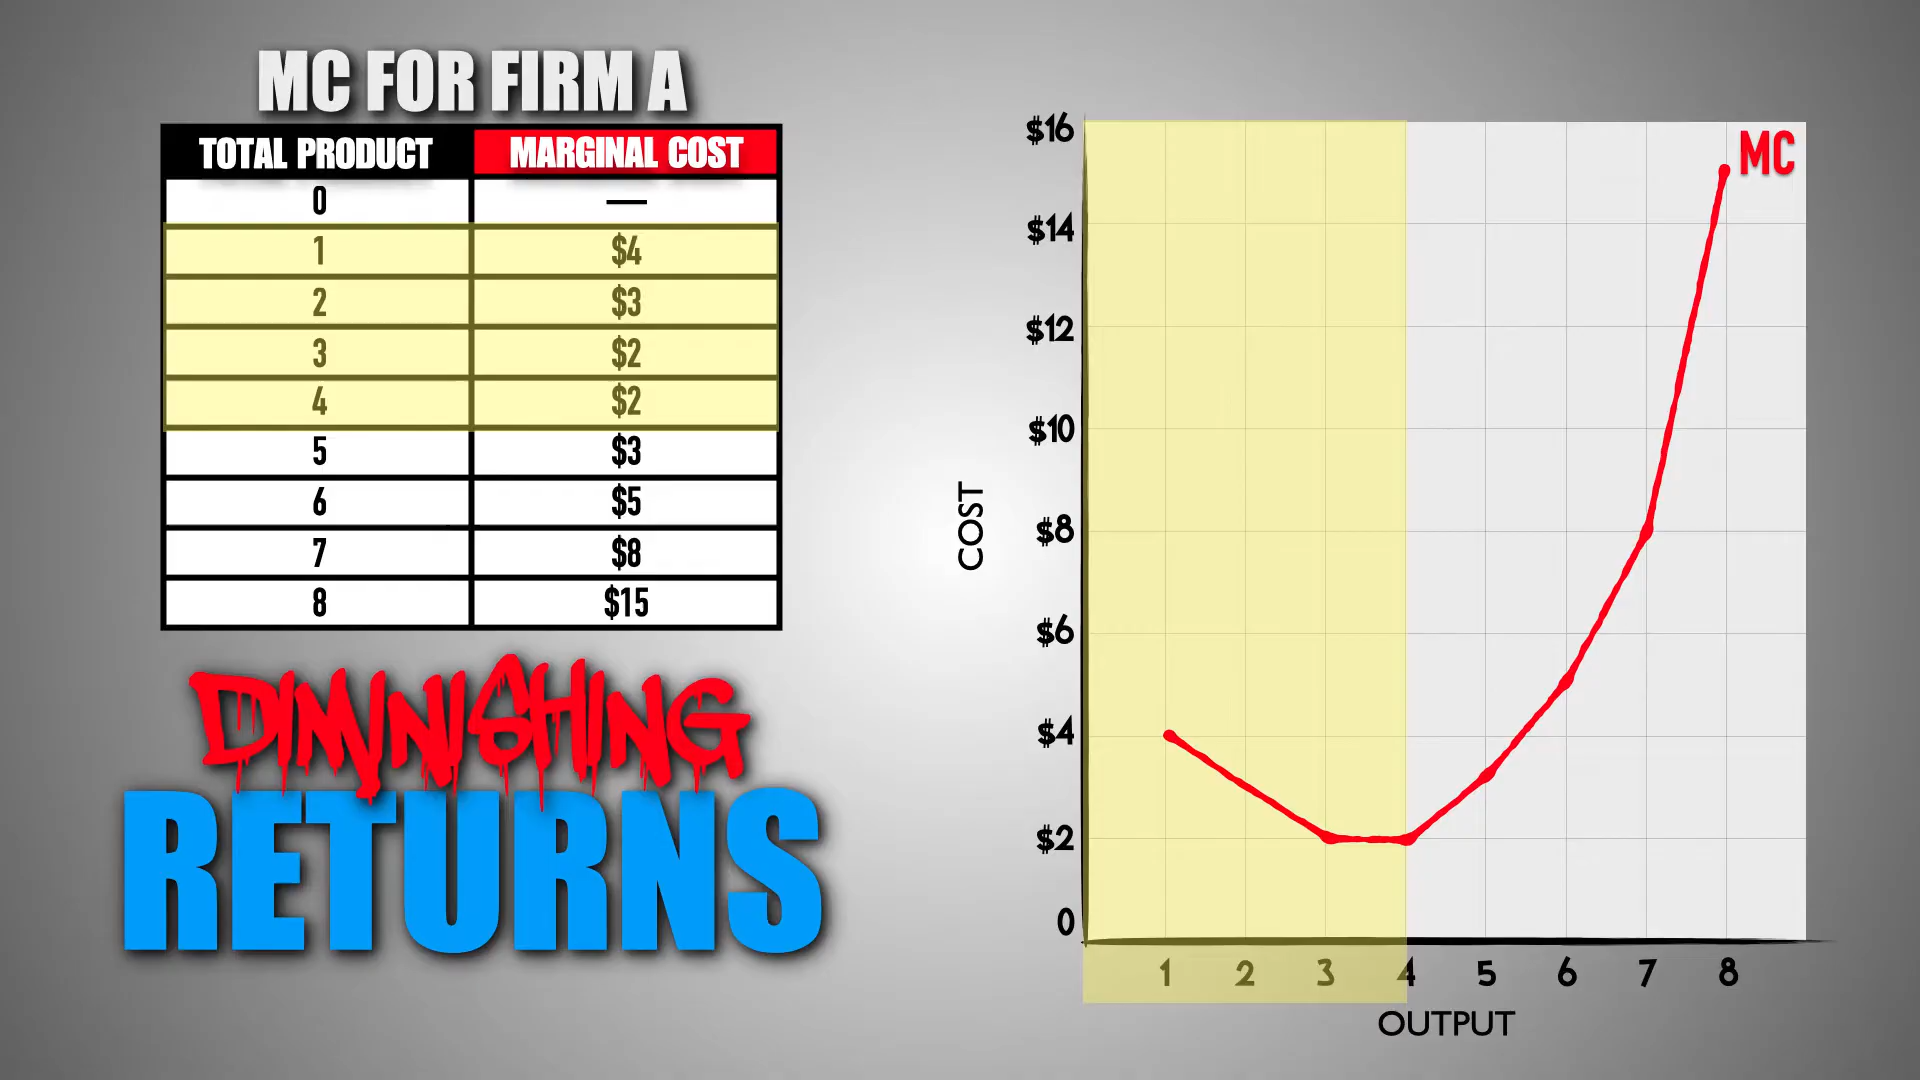 MC FOR FIRM A
TOTAL PRODUCT MARGINAL COST
0 —
1 $4
2 $3
3 $2
4 $2
5 $3
6 $5
7 $8
8 $15
DIMINISHING
RETURNS
$16
$14
$12
$10
$8
$6
$4
$2
0
COST
MC
1 2 3 4 5 6 7 8
OUTPUT